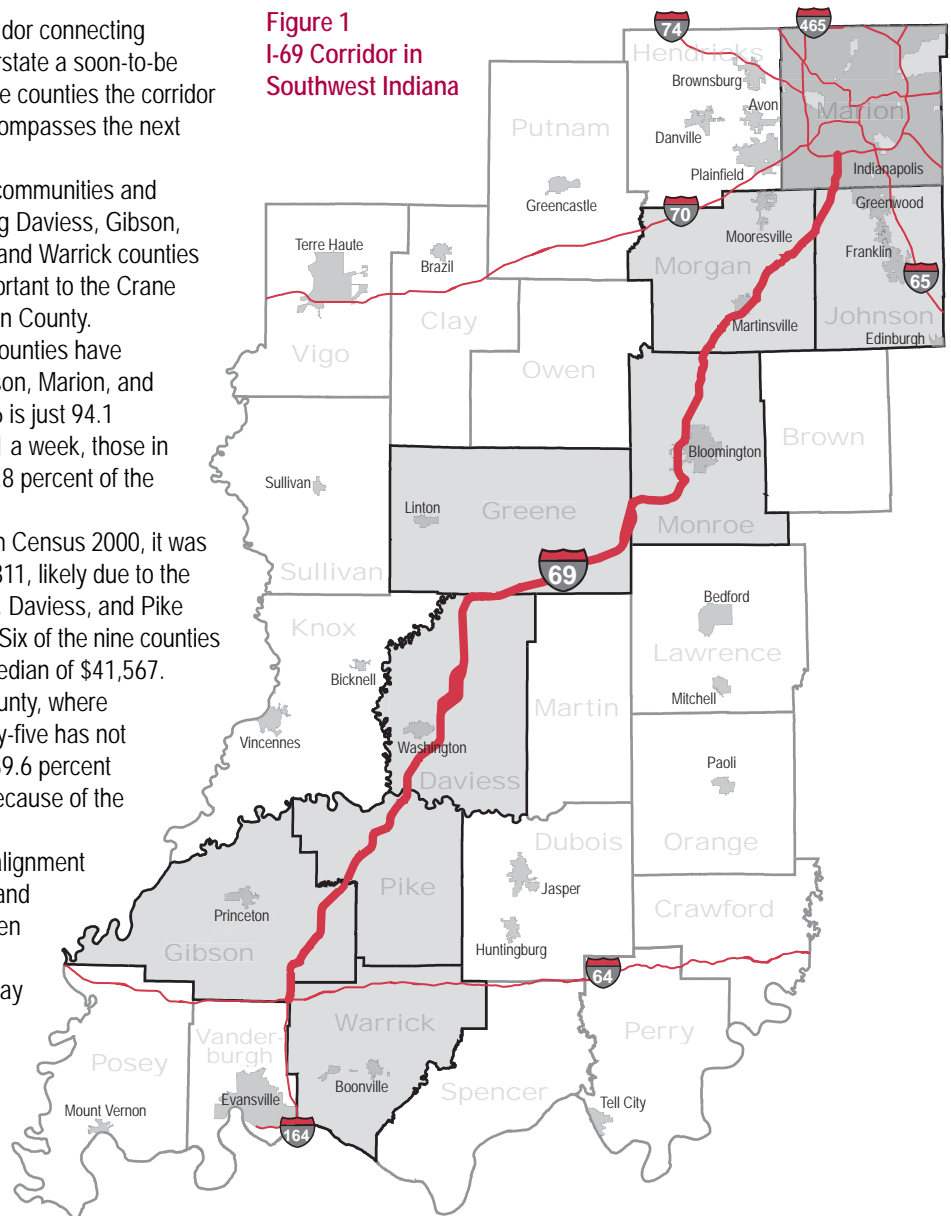 dor connecting
rstate a soon-to-be
e counties the corridor
compasses the next
communities and
g Daviess, Gibson,
and Warrick counties
ortant to the Crane
n County.
ounties have
son, Marion, and
is just 94.1
1 a week, those in
.8 percent of the
n Census 2000, it was
311, likely due to the
, Daviess, and Pike
Six of the nine counties
edian of $41,567.
ounty, where
y-five has not
39.6 percent
ecause of the
alignment
and
en
ay
Figure 1
I-69 Corridor in
Southwest Indiana
74
465
Hendricks
Brownsburg
Avon
Marion
Putnam
Danville
Plainfield
Indianapolis
Greencastle
Greenwood
70
Mooresville
Terre Haute
Brazil
Morgan
Franklin
65
Clay
Martinsville
Johnson
Edinburgh
Vigo
Owen
Brown
Bloomington
Sullivan
Linton
Greene
Monroe
Sullivan
69
Knox
Bedford
Lawrence
Bicknell
Mitchell
Martin
Vincennes
Washington
Daviess
Paoli
Orange
Dubois
Pike
Jasper
Princeton
Crawford
Huntingburg
Gibson
64
Warrick
Perry
Vander-
burgh
Posey
Boonville
Spencer
Evansville
Tell City
Mount Vernon
164